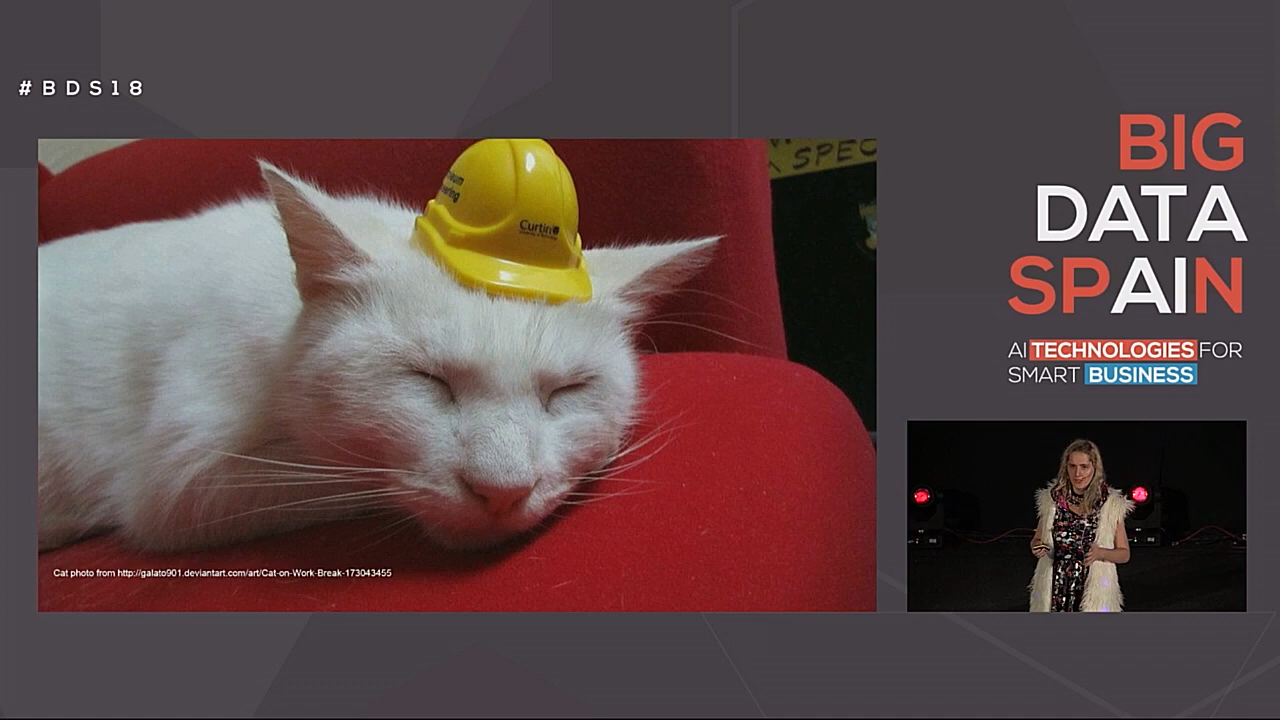 #BDS18
BIG
DATA
SPAIN
AI TECHNOLOGIES FOR
SMART BUSINESS
SPEC
Curtin
Cat photo from http://galato901.deviantart.com/art/Cat-on-Work-Break-173043455